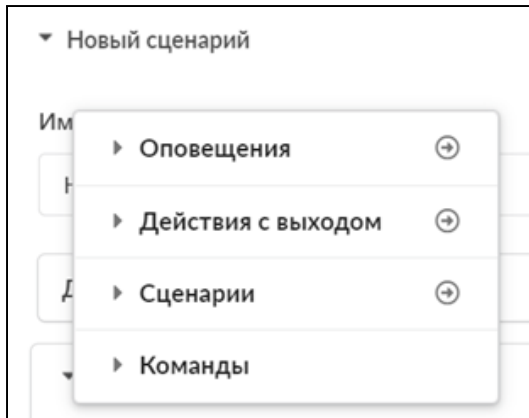 Новый сценарий
Им
Оповещения
Действия с выходом
Сценарии
Команды